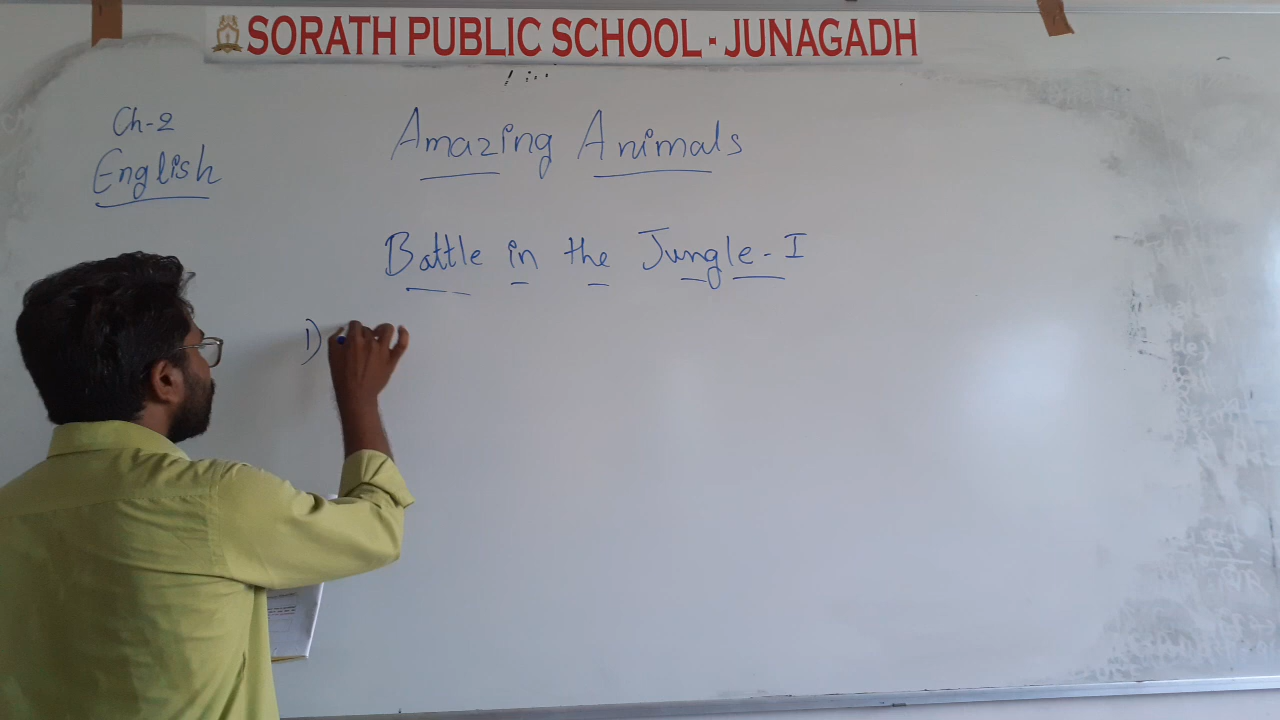 SORATH PUBLIC SCHOOL - JUNAGADH
Ch-2
English
Amazing Animals
Battle in the Jungle - I
1)